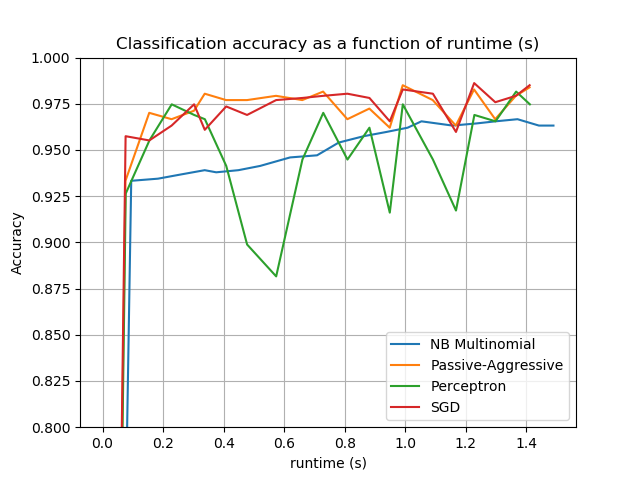 Classification accuracy as a function of runtime (s)
1.000
0.975
0.950
0.925
0.900
0.875
0.850
0.825
0.800
Accuracy
0.0 0.2 0.4 0.6 0.8 1.0 1.2 1.4
runtime (s)
NB Multinomial
Passive-Aggressive
Perceptron
SGD